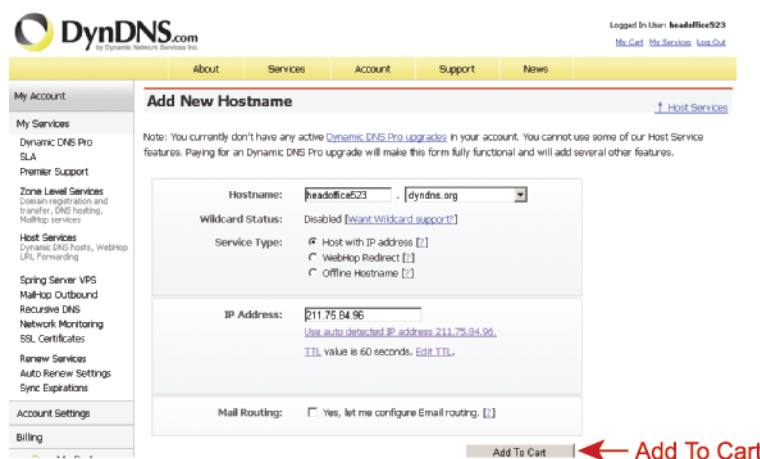 DynDNS.com
by Dynamic Network Services Inc.
Logged In User: headoffice523
My Cart My Services Log Out
About Services Account Support News
My Account
My Services
Dynamic DNS Pro
SLA
Premier Support
Zone Level Services
Domain registration and
transfer, DNS hosting,
MailHop services
Host Services
Dynamic DNS hosts, WebHop
URL Forwarding
Spring Server VPS
MailHop Outbound
Recursive DNS
Network Monitoring
SSL Certificates
Renew Services
Auto Renew Settings
Sync Expirations
Account Settings
Billing
Add New Hostname
↑ Host Services
Note: You currently don't have any active Dynamic DNS Pro upgrades in your account. You cannot use some of our Host Service
features. Paying for an Dynamic DNS Pro upgrade will make this form fully functional and will add several other features.
Hostname: headoffice523 . dyndns.org
Wildcard Status: Disabled [Want Wildcard support?]
Service Type: Host with IP address [?]
WebHop Redirect [?]
Offline Hostname [?]
IP Address: 211.75.84.96
Use auto detected IP address 211.75.84.96.
TTL value is 60 seconds. Edit TTL.
Mail Routing: Yes, let me configure Email routing. [?]
Add To Cart
Add To Cart